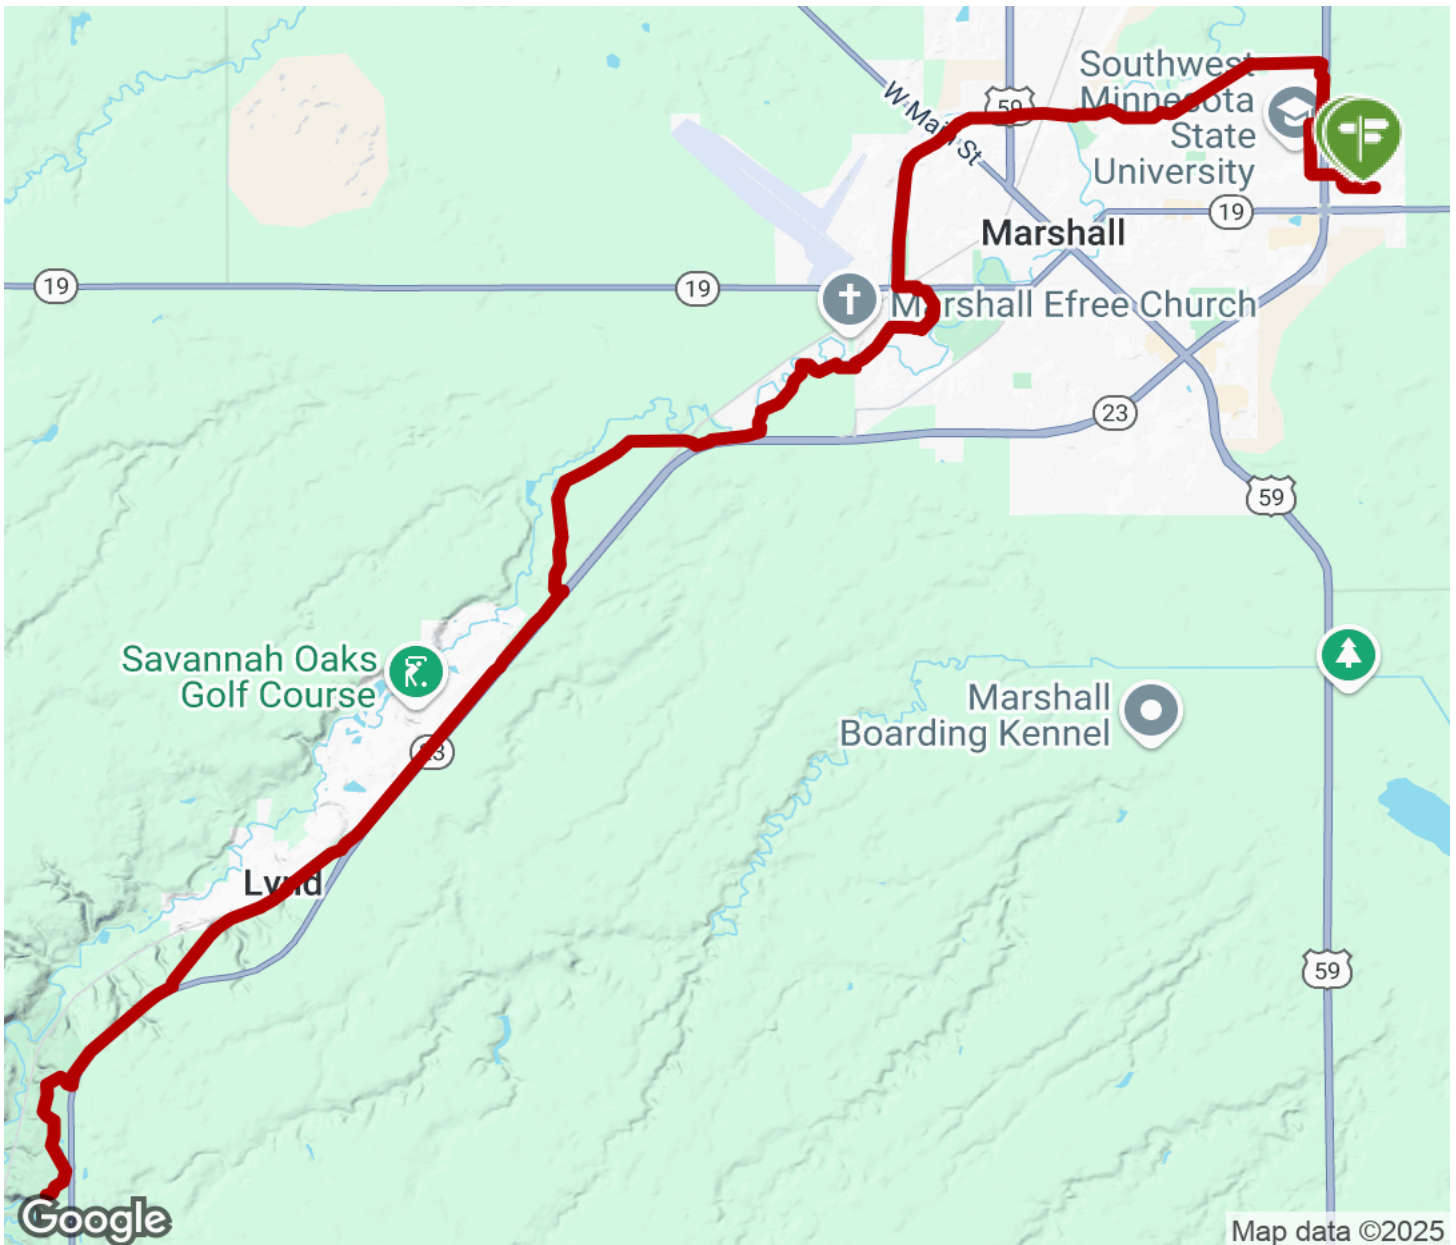 59
Southwest
Minnesota
State
University
W Main St
19
Marshall
19
19
Marshall Efree Church
23
59
Savannah Oaks
Golf Course
Marshall
Boarding Kennel
23
Lynd
59
Google
Map data ©2025